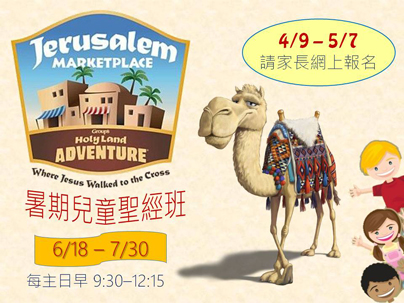 Jerusalem
MARKETPLACE
Group's
HOLY LAND
ADVENTURE
Where Jesus Walked to the Cross
4/9 – 5/7
請家長網上報名
暑期兒童聖經班
6/18 – 7/30
每主日早 9:30–12:15